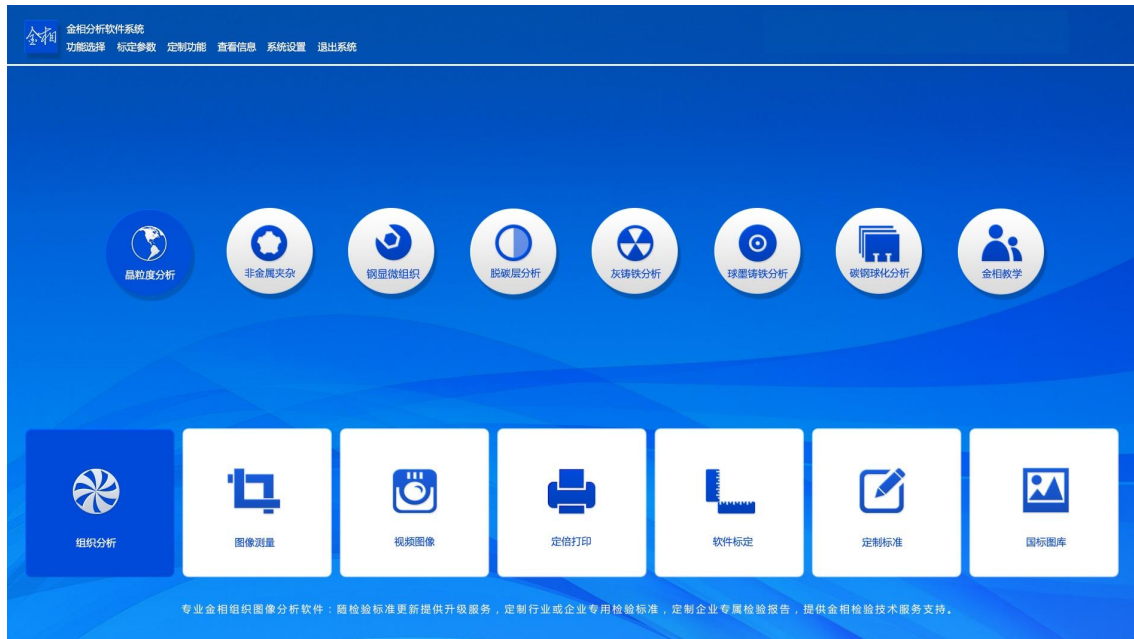 金相
金相分析软件系统
功能选择 标定参数 定制功能 查看信息 系统设置 退出系统
晶粒度分析 非金属夹杂 钢显微组织 脱碳层分析 灰铸铁分析 球墨铸铁分析 碳钢球化分析 金相教学
组织分析 图像测量 视频图像 定倍打印 软件标定 定制标准 国标图库
专业金相组织图像分析软件：随检验标准更新提供升级服务，定制行业或企业专用检验标准，定制企业专属检验报告，提供金相检验技术服务支持。